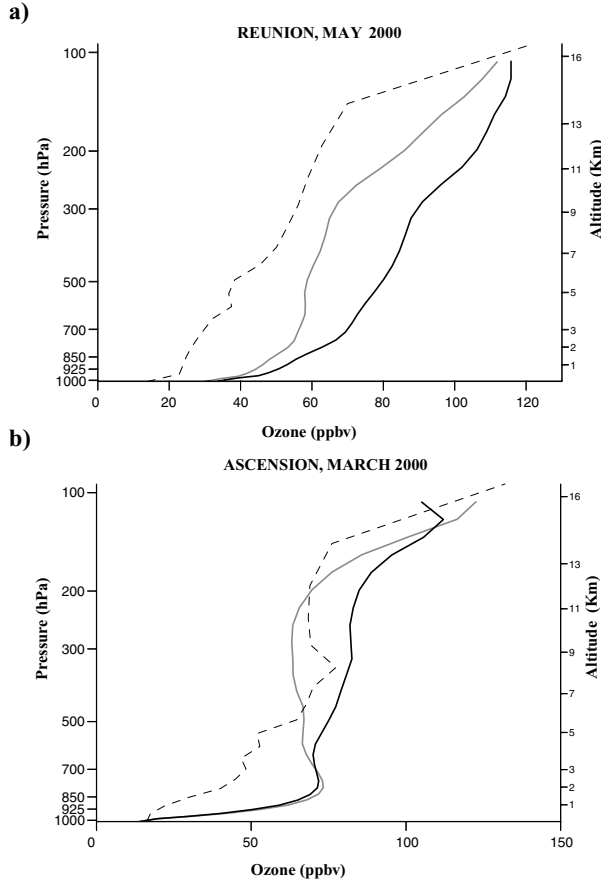 a)
REUNION, MAY 2000
100
200
300
500
700
850
925
1000
Pressure (hPa)
16
13
11
9
7
5
3
2
1
Altitude (Km)
0 20 40 60 80 100 120
Ozone (ppbv)
b)
ASCENSION, MARCH 2000
100
200
300
500
700
850
925
1000
Pressure (hPa)
16
13
11
9
7
5
3
2
1
Altitude (Km)
0 50 100 150
Ozone (ppbv)